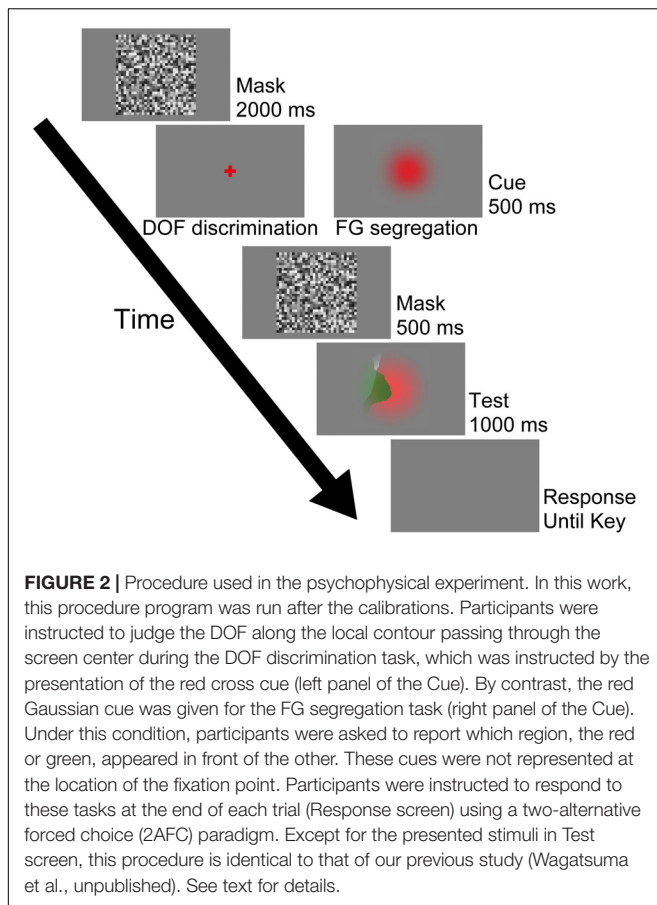 Mask
2000 ms
Cue
500 ms
DOF discrimination
FG segregation
Mask
500 ms
Time
Test
1000 ms
Response
Until Key
FIGURE 2 | Procedure used in the psychophysical experiment. In this work,
this procedure program was run after the calibrations. Participants were
instructed to judge the DOF along the local contour passing through the
screen center during the DOF discrimination task, which was instructed by the
presentation of the red cross cue (left panel of the Cue). By contrast, the red
Gaussian cue was given for the FG segregation task (right panel of the Cue).
Under this condition, participants were asked to report which region, the red
or green, appeared in front of the other. These cues were not represented at
the location of the fixation point. Participants were instructed to respond to
these tasks at the end of each trial (Response screen) using a two-alternative
forced choice (2AFC) paradigm. Except for the presented stimuli in Test
screen, this procedure is identical to that of our previous study (Wagatsuma
et al., unpublished). See text for details.